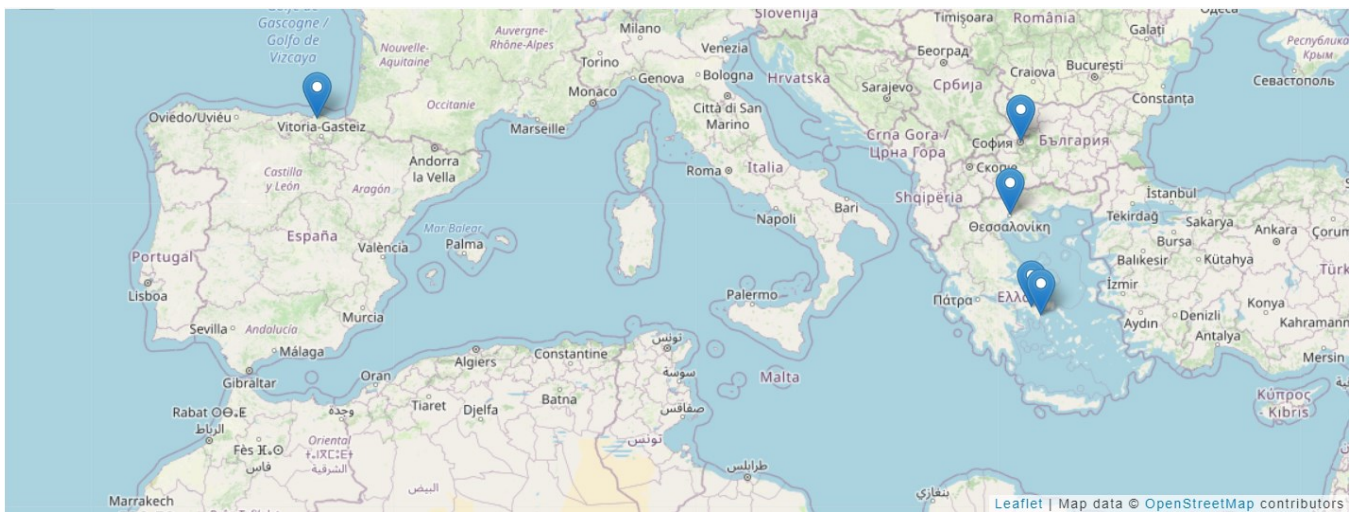 Gascogne /
Golfo de
Vizcaya
Nouvelle-
Aquitaine
Auvergne-
Rhône-Alpes
Occitanie
Milano
Torino
Venezia
Genova
Bologna
Monaco
Città di San
Marino
Marseille
Slovenija
Hrvatska
Timișoara
România
Galați
Београд
Србија
Craiova
București
Constanța
Sarajevo
Республика
Крым
Севастополь
Oviedo/Uviéu
Vitoria-Gasteiz
Andorra
la Vella
Castilla
y León
Aragón
España
Mar Balear
Palma
València
Portugal
Lisboa
Murcia
Sevilla
Andalucía
Málaga
Gibraltar
Roma
Italia
Napoli
Bari
Palermo
Crna Gora /
Црна Гора
София
България
Скопје
Shqipëria
Θεσσαλονίκη
Πάτρα
İstanbul
Tekirdağ
Sakarya
Bursa
Ankara
Balıkesir
Kütahya
İzmir
Konya
Aydın
Denizli
Antalya
Mersin
Κύπρος
- Kıbrıs
Malta
Algiers
Constantine
تونس
Oran
سوسة
Tiaret
Djelfa
Batna
صفاقس
تونس
Rabat ⵔⴱⴰⵟ
الرباط
وجدة
Fès ⴼⴰⵙ
فاس
Oriental
الشرقية
البيض
طرابلس
بنغازي
Marrakech
Leaflet | Map data © OpenStreetMap contributors